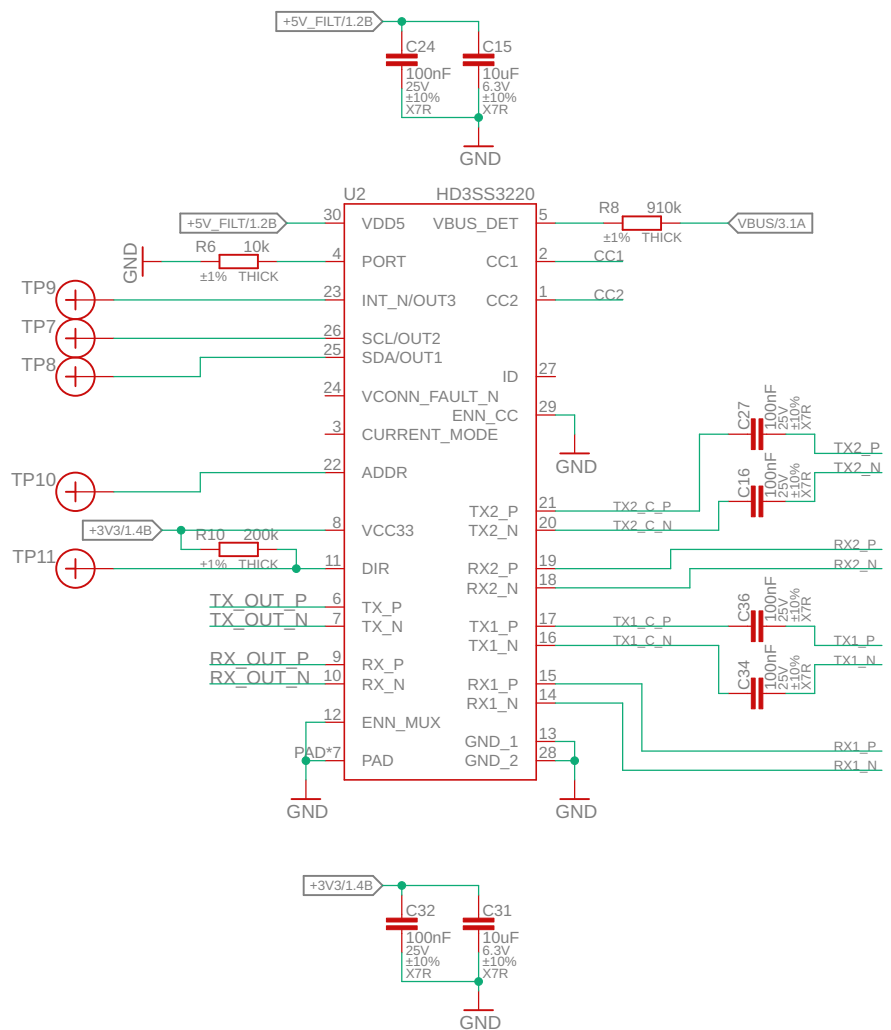 +5V_FILT/1.2B
C24
100nF
25V
±10%
X7R
C15
10uF
6.3V
±10%
X7R
GND
U2
HD3SS3220
+5V_FILT/1.2B
30
VDD5
VBUS_DET
5
R8
910k
±1%
THICK
VBUS/3.1A
GND
R6
10k
±1%
THICK
4
PORT
CC1
2
CC1
TP9
23
INT_N/OUT3
CC2
1
CC2
TP7
26
SCL/OUT2
TP8
25
SDA/OUT1
ID
27
24
VCONN_FAULT_N
ENN_CC
29
GND
3
CURRENT_MODE
C27
100nF
25V
±10%
X7R
TX2_P
TP10
22
ADDR
C16
100nF
25V
±10%
X7R
TX2_N
TX2_P
21
TX2_C_P
+3V3/1.4B
8
VCC33
TX2_N
20
TX2_C_N
R10
200k
±1%
THICK
RX2_P
TP11
11
DIR
RX2_P
19
RX2_N
RX2_N
18
TX_OUT_P
6
TX_P
TX_OUT_N
7
TX_N
TX1_P
17
TX1_C_P
C36
100nF
25V
±10%
X7R
TX1_P
TX1_N
16
TX1_C_N
C34
100nF
25V
±10%
X7R
TX1_N
RX_OUT_P
9
RX_P
RX_OUT_N
10
RX_N
RX1_P
15
RX1_N
14
12
ENN_MUX
GND_1
13
RX1_P
PAD*7
PAD
GND_2
28
RX1_N
GND
GND
+3V3/1.4B
C32
100nF
25V
±10%
X7R
C31
10uF
6.3V
±10%
X7R
GND